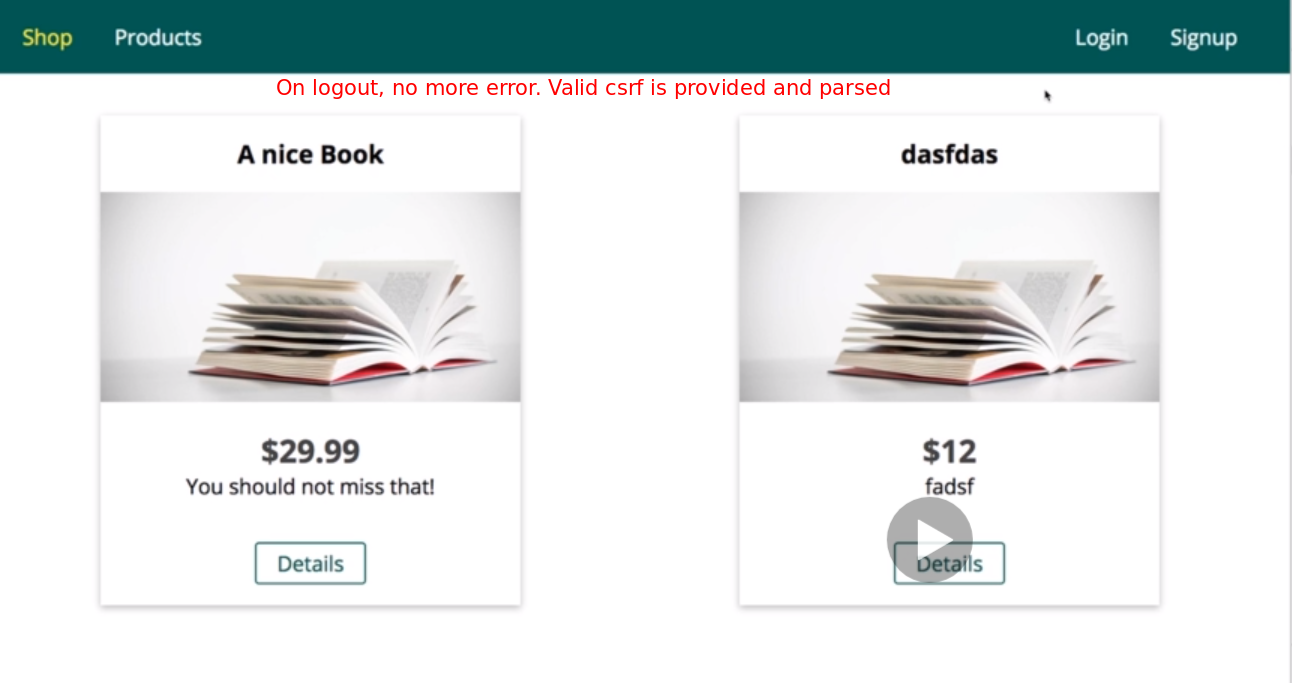 Shop Products Login Signup
On logout, no more error. Valid csrf is provided and parsed
A nice Book
$29.99
You should not miss that!
Details
dasfdas
$12
fadsf
Details